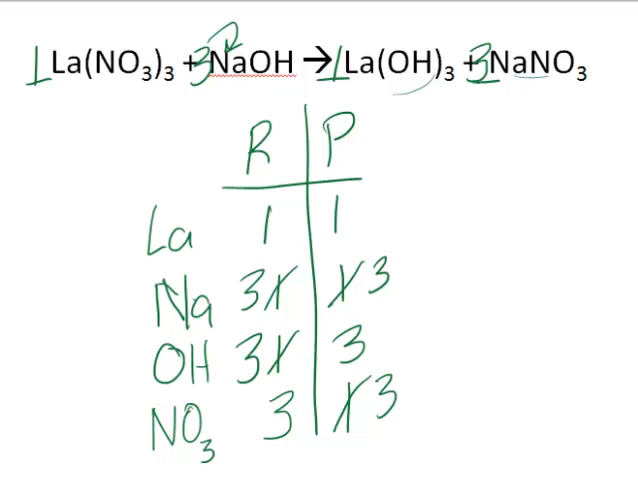 1 La(NO₃)₃ + 3 NaOH → 1 La(OH)₃ + 3 NaNO₃
R P
La 1 1
Na 3 1 1 3
OH 3 1 3
NO₃ 3 1 3